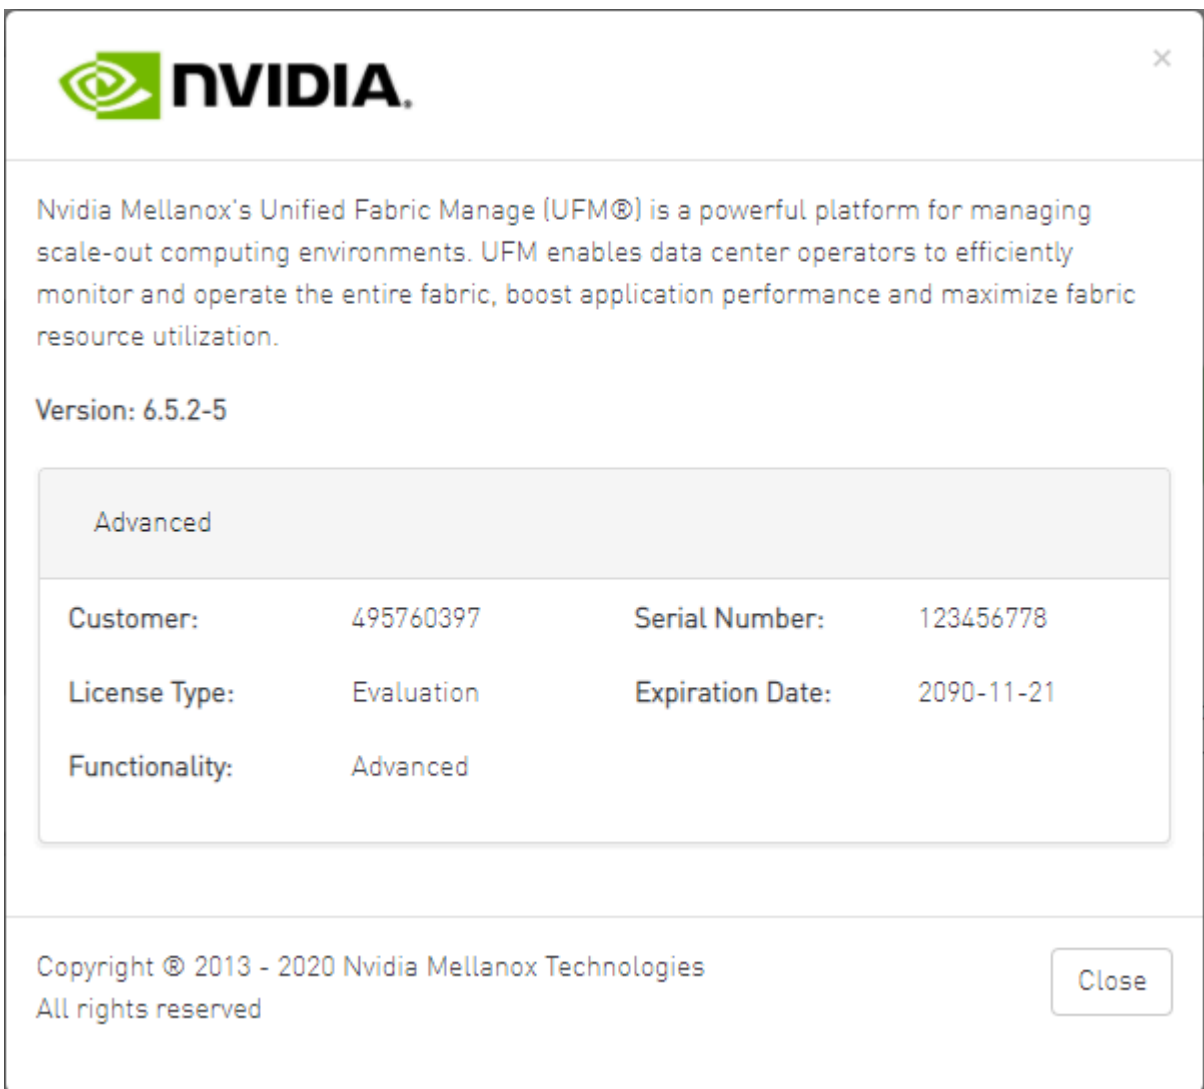 NVIDIA.
×
Nvidia Mellanox's Unified Fabric Manage (UFM®) is a powerful platform for managing
scale-out computing environments. UFM enables data center operators to efficiently
monitor and operate the entire fabric, boost application performance and maximize fabric
resource utilization.
Version: 6.5.2-5
Advanced
Customer: 495760397 Serial Number: 123456778
License Type: Evaluation Expiration Date: 2090-11-21
Functionality: Advanced
Copyright ® 2013 - 2020 Nvidia Mellanox Technologies
All rights reserved
Close